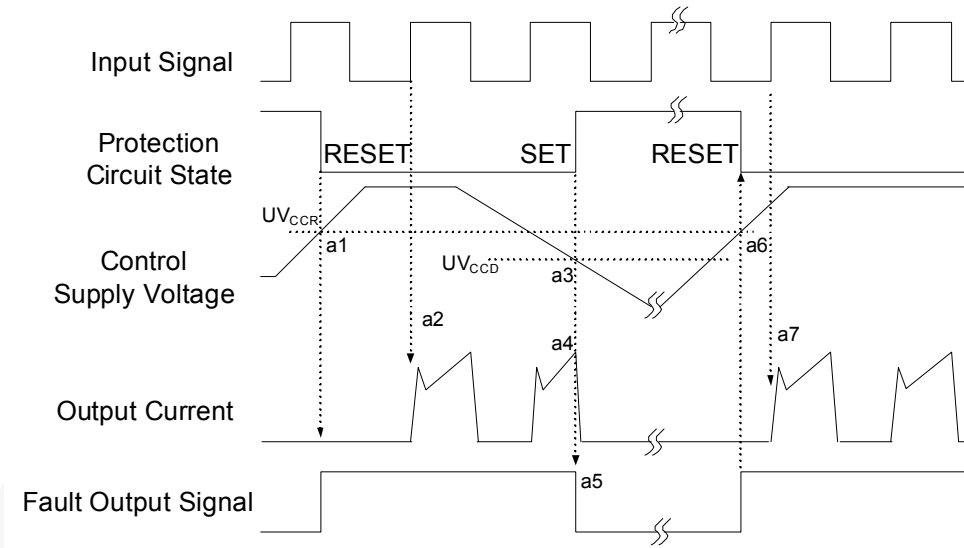 Input Signal
Protection
Circuit State
RESET
SET
RESET
UVCCR
a1
a6
Control
Supply Voltage
UVCCD
a3
a2
a4
a7
Output Current
a5
Fault Output Signal